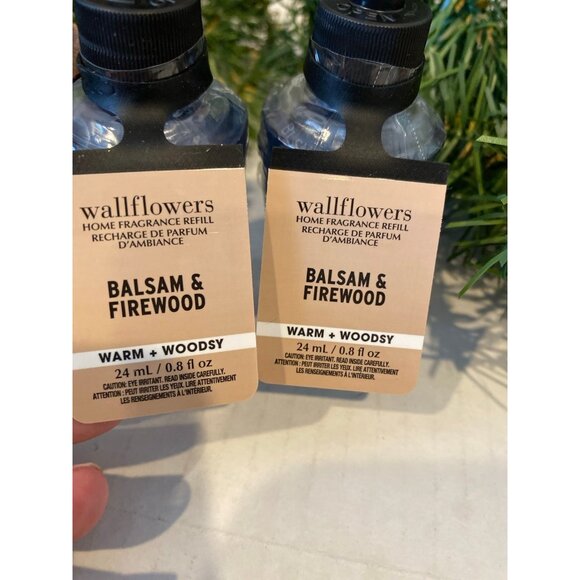 wallflowers
HOME FRAGRANCE REFILL
RECHARGE DE PARFUM
D'AMBIANCE
BALSAM &
FIREWOOD
WARM + WOODSY
24 mL / 0.8 fl oz
CAUTION: EYE IRRITANT. READ INSIDE CAREFULLY.
ATTENTION : PEUT IRRITER LES YEUX. LIRE ATTENTIVEMENT
LES RENSEIGNEMENTS À L'INTÉRIEUR.
wallflowers
HOME FRAGRANCE REFILL
RECHARGE DE PARFUM
D'AMBIANCE
BALSAM &
FIREWOOD
WARM + WOODSY
24 mL / 0.8 fl oz
CAUTION: EYE IRRITANT. READ INSIDE CAREFULLY.
ATTENTION : PEUT IRRITER LES YEUX. LIRE ATTENTIVEMENT
LES RENSEIGNEMENTS À L'INTÉRIEUR.